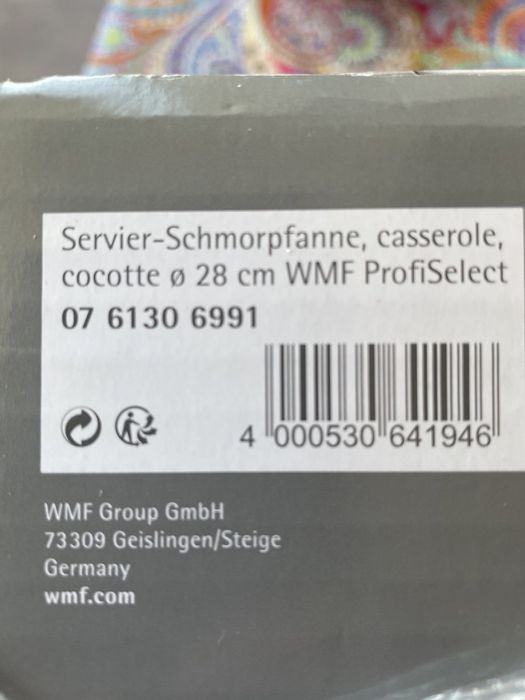 Servier-Schmorpfanne, casserole,
cocotte ø 28 cm WMF ProfiSelect
07 6130 6991
4 000530 641946
WMF Group GmbH
73309 Geislingen/Steige
Germany
wmf.com